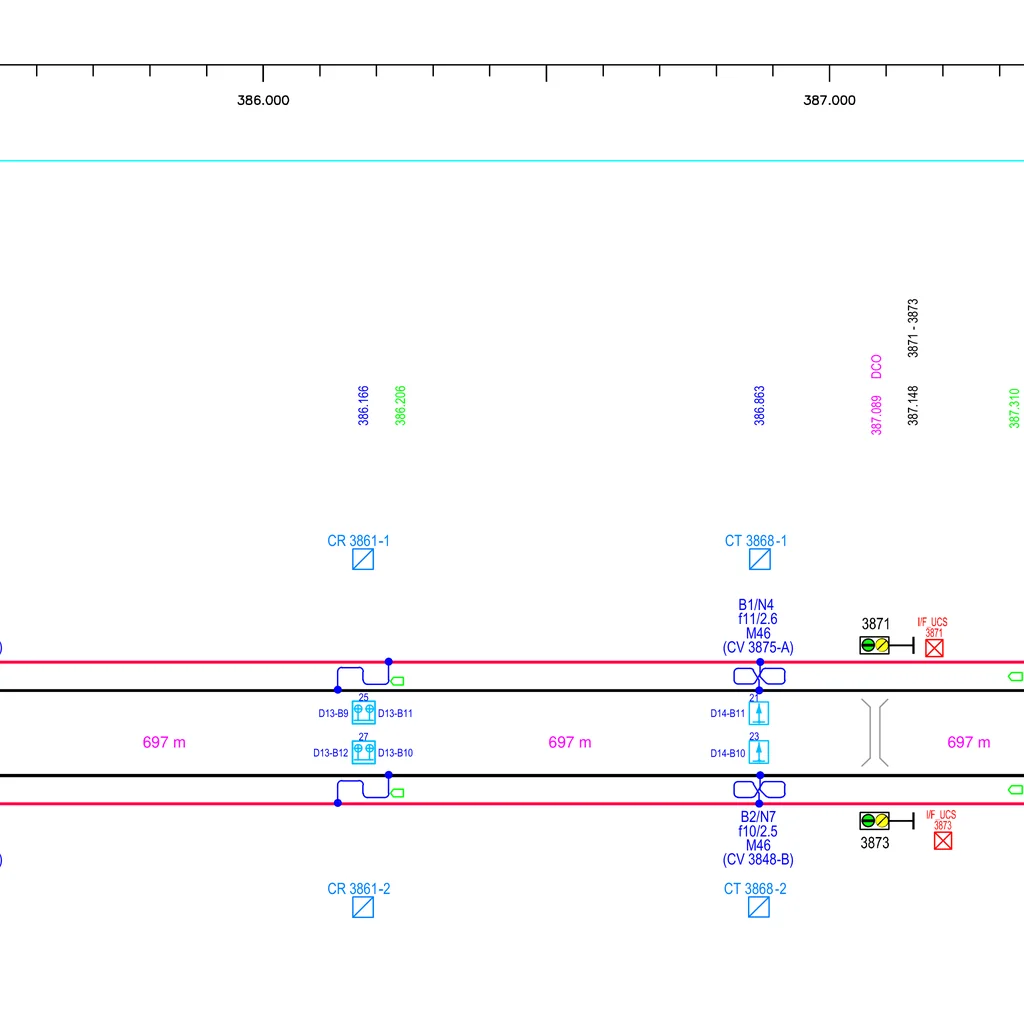 386.000
387.000
3871 - 3873
DCO
386.166
386.206
386.863
387.089
387.148
387.310
CR 3861-1
CT 3868-1
B1/N4
f11/2.6
M46
(CV 3875-A)
3871
I/F_UCS
3871
)
25
D13-B9
D13-B11
21
D14-B11
697 m
697 m
697 m
27
D13-B12
D13-B10
23
D14-B10
B2/N7
f10/2.5
M46
(CV 3848-B)
3873
I/F_UCS
3873
)
CR 3861-2
CT 3868-2